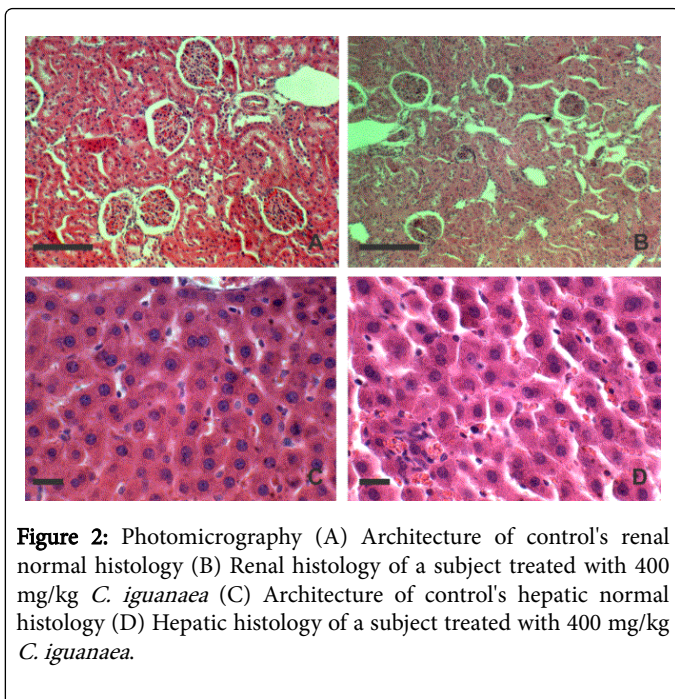 A
B
C
D
Figure 2: Photomicrography (A) Architecture of control's renal
normal histology (B) Renal histology of a subject treated with 400
mg/kg C. iguanaea (C) Architecture of control's hepatic normal
histology (D) Hepatic histology of a subject treated with 400 mg/kg
C. iguanaea.